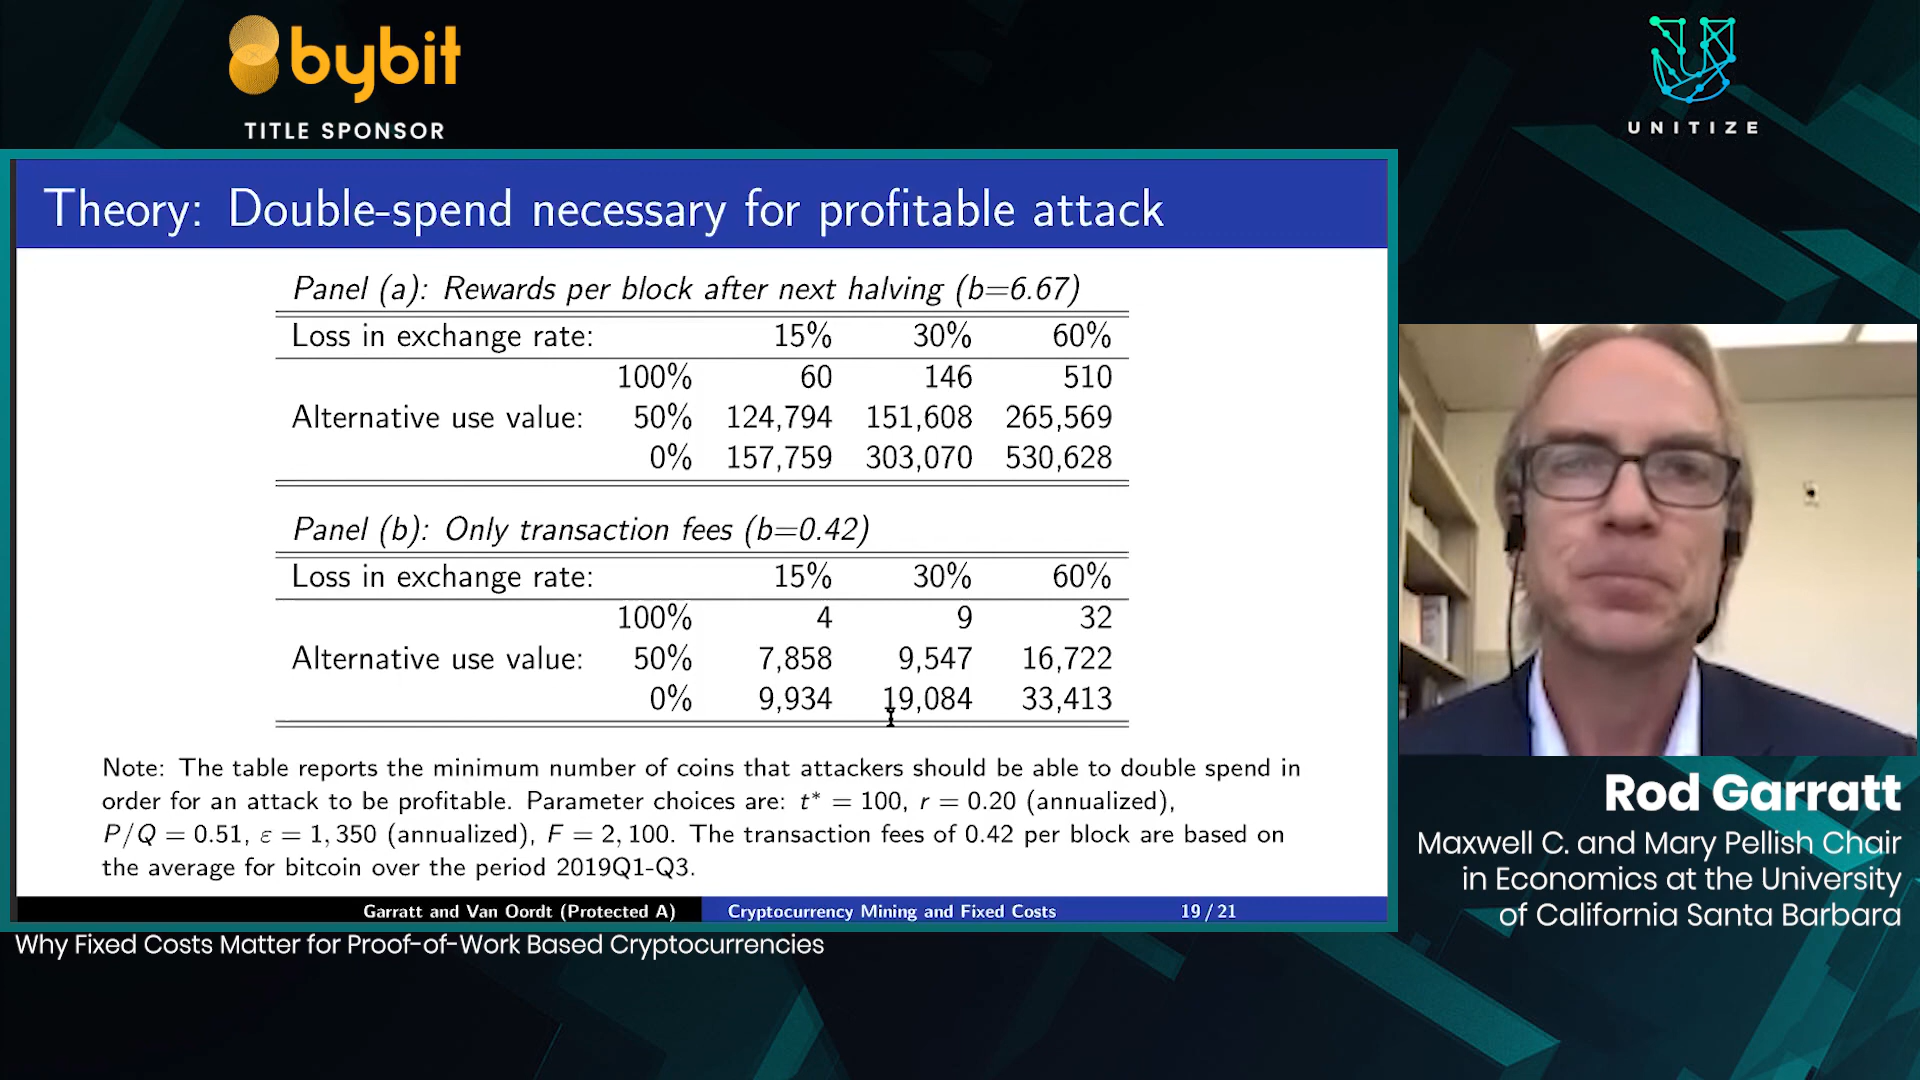 bybit
TITLE SPONSOR
UNITIZE
Theory: Double-spend necessary for profitable attack
Panel (a): Rewards per block after next halving (b=6.67)
Loss in exchange rate: 15% 30% 60%
100% 60 146 510
Alternative use value: 50% 124,794 151,608 265,569
0% 157,759 303,070 530,628
Panel (b): Only transaction fees (b=0.42)
Loss in exchange rate: 15% 30% 60%
100% 4 9 32
Alternative use value: 50% 7,858 9,547 16,722
0% 9,934 19,084 33,413
Note: The table reports the minimum number of coins that attackers should be able to double spend in
order for an attack to be profitable. Parameter choices are: t* = 100, r = 0.20 (annualized),
P/Q = 0.51, ε = 1,350 (annualized), F = 2,100. The transaction fees of 0.42 per block are based on
the average for bitcoin over the period 2019Q1-Q3.
Garratt and Van Oordt (Protected A) Cryptocurrency Mining and Fixed Costs 19 / 21
Why Fixed Costs Matter for Proof-of-Work Based Cryptocurrencies
Rod Garratt
Maxwell C. and Mary Pellish Chair
in Economics at the University
of California Santa Barbara